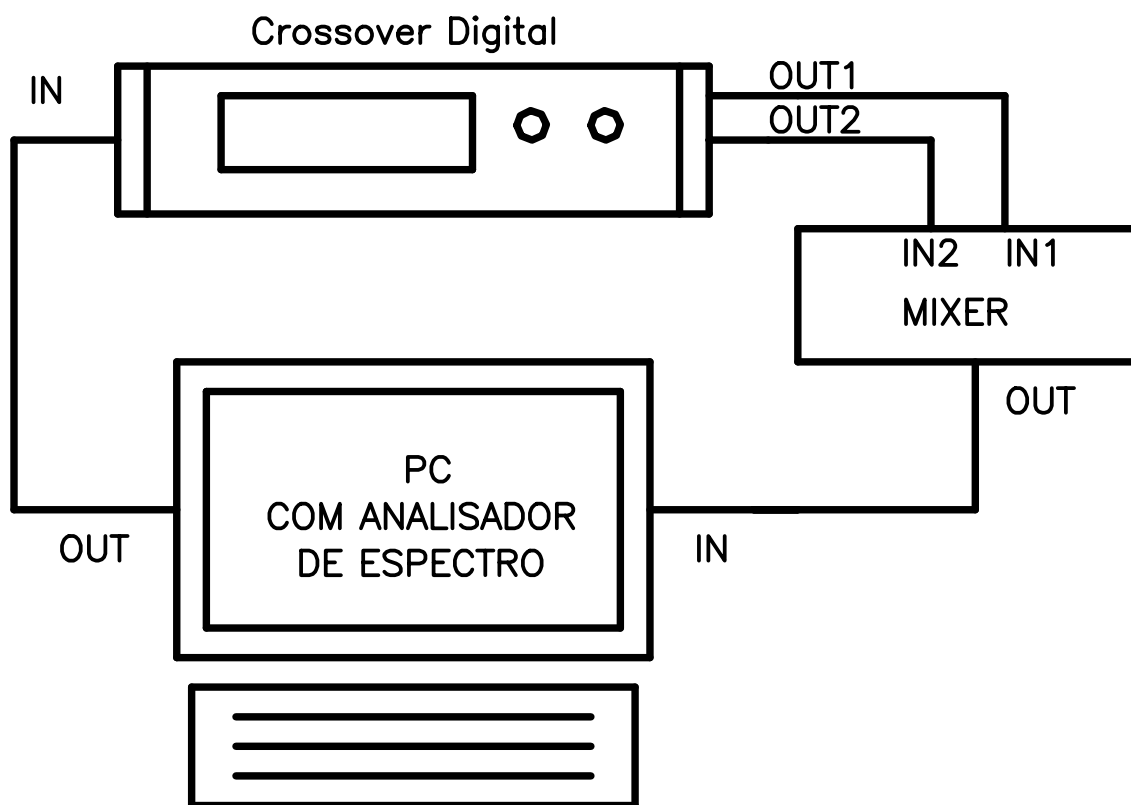 Crossover Digital
IN
OUT1
OUT2
IN2 IN1
MIXER
OUT
PC
COM ANALISADOR
DE ESPECTRO
OUT
IN